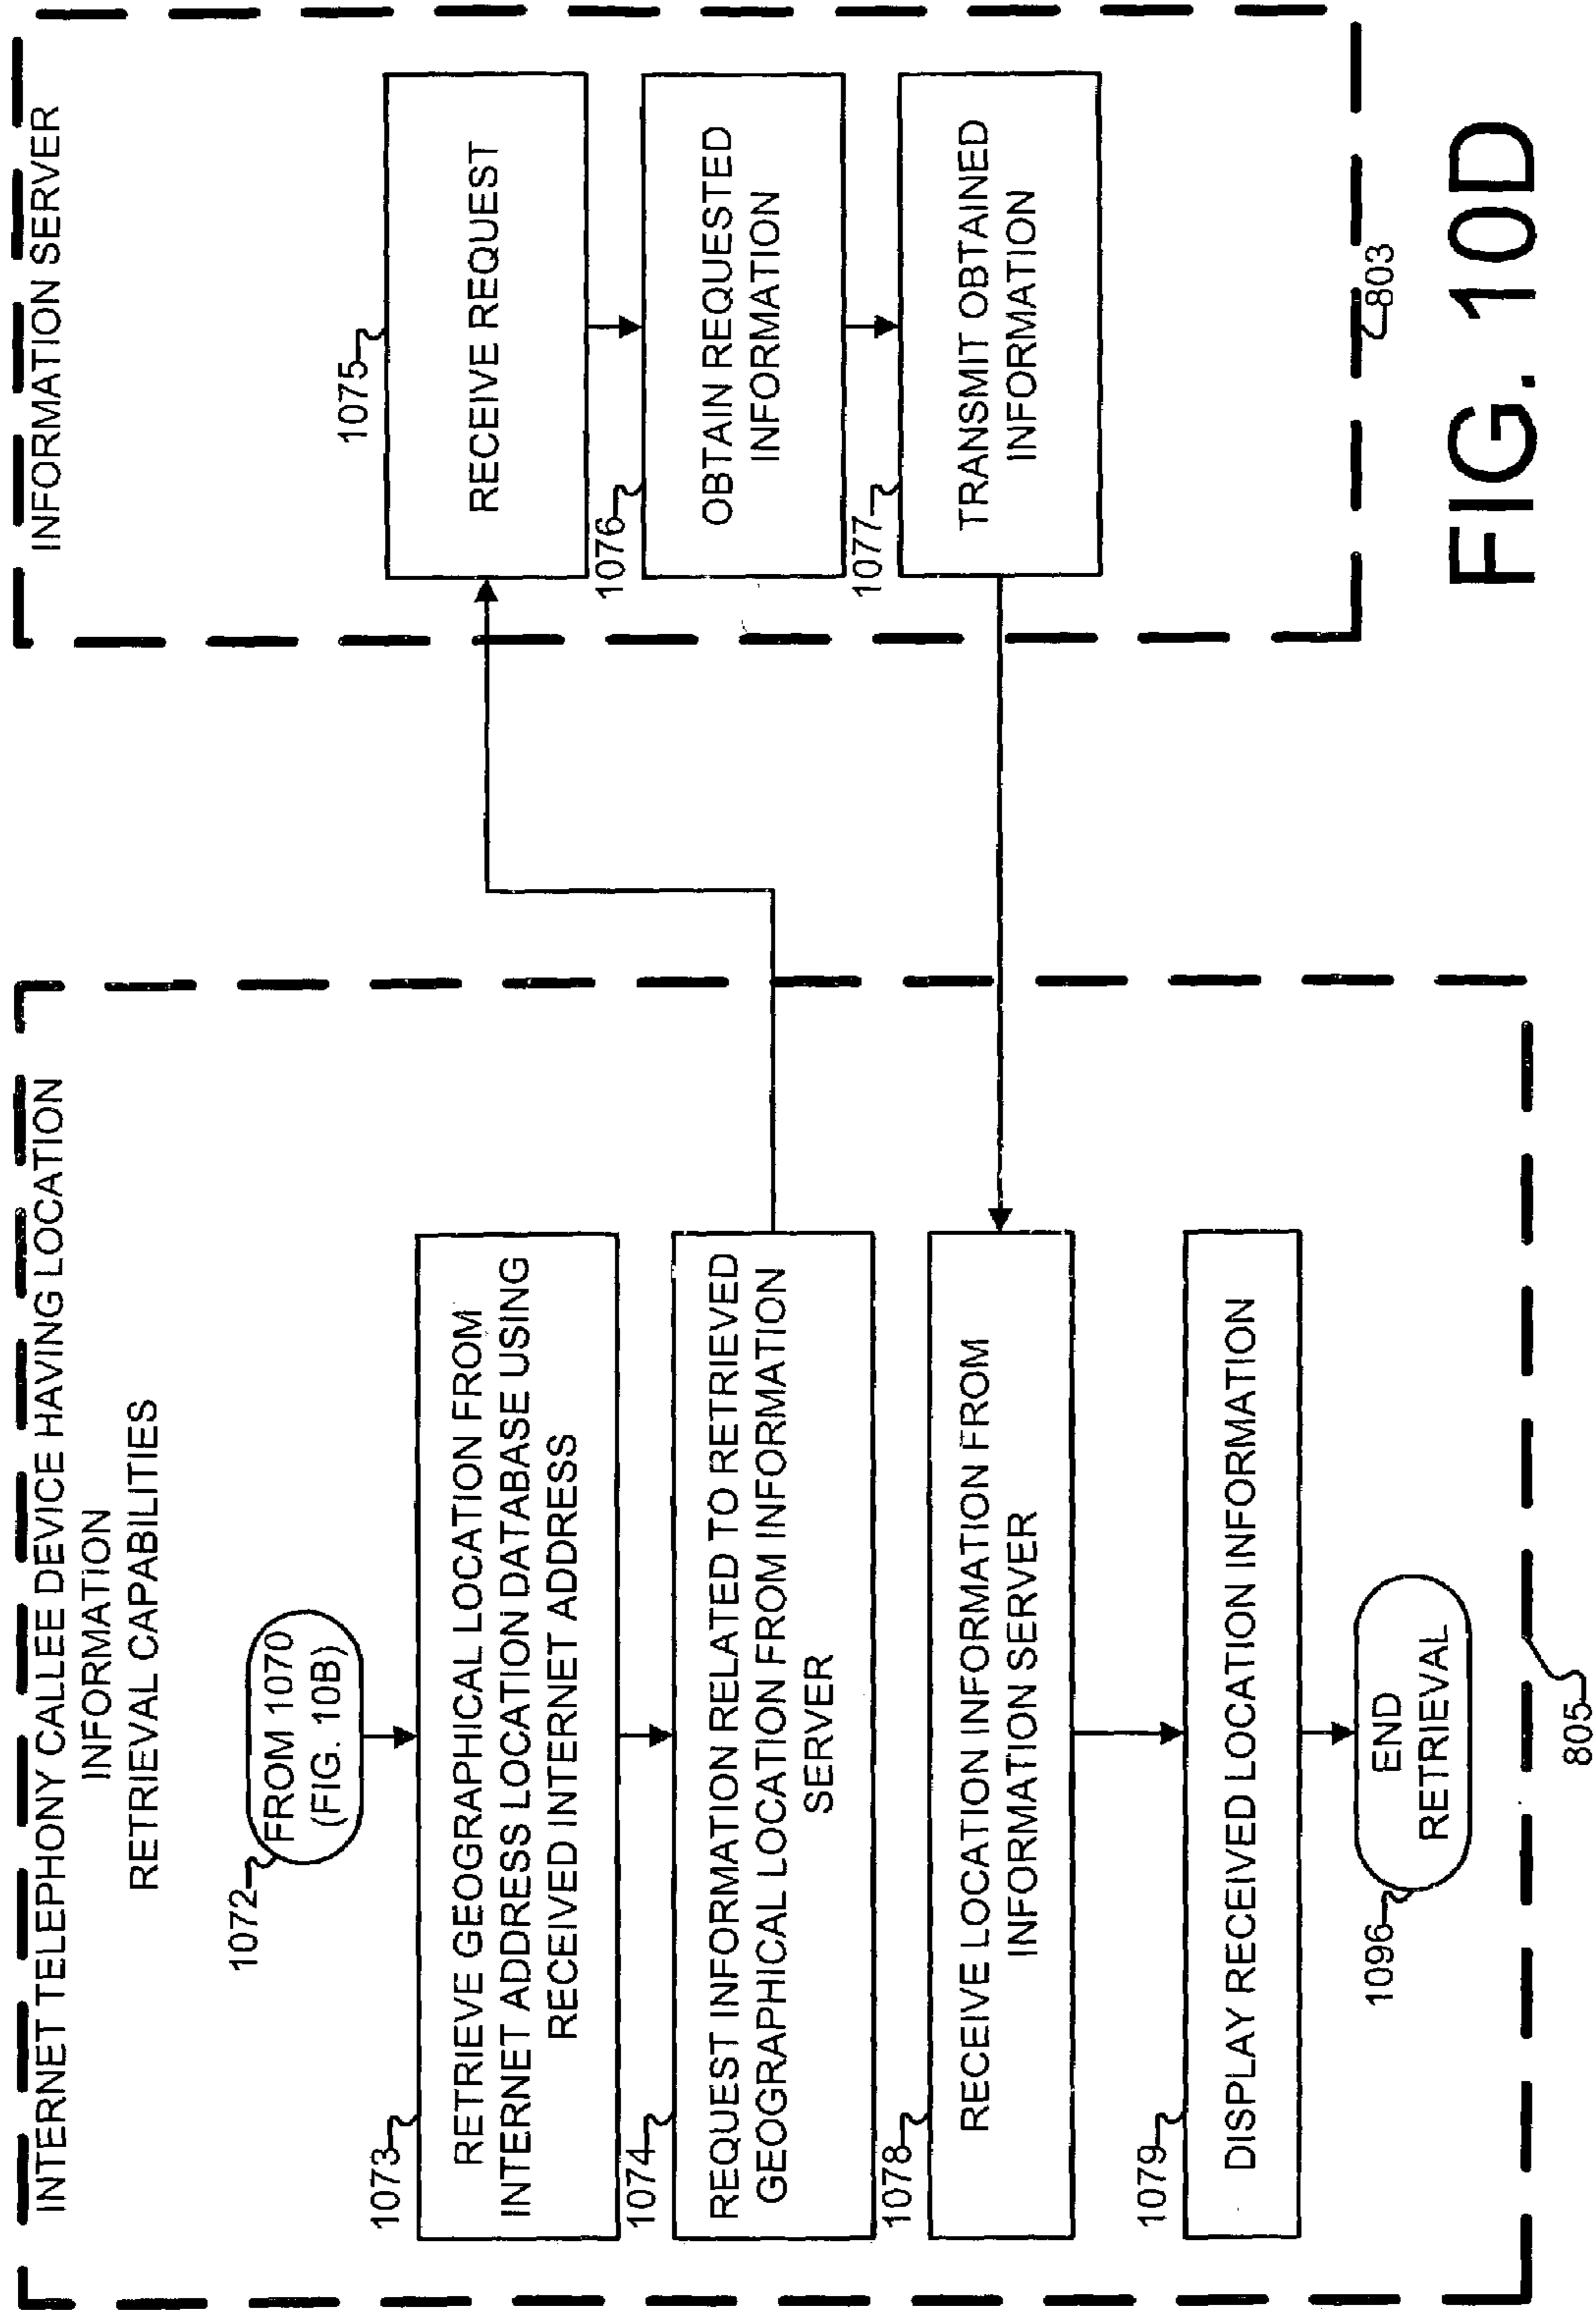 INTERNET TELEPHONY CALLEE DEVICE HAVING LOCATION
INFORMATION
RETRIEVAL CAPABILITIES
1072
FROM 1070
(FIG. 10B)
1073
RETRIEVE GEOGRAPHICAL LOCATION FROM
INTERNET ADDRESS LOCATION DATABASE USING
RECEIVED INTERNET ADDRESS
1074
REQUEST INFORMATION RELATED TO RETRIEVED
GEOGRAPHICAL LOCATION FROM INFORMATION
SERVER
1078
RECEIVE LOCATION INFORMATION FROM
INFORMATION SERVER
1079
DISPLAY RECEIVED LOCATION INFORMATION
1096
END
RETRIEVAL
805
INFORMATION SERVER
1075
RECEIVE REQUEST
1076
OBTAIN REQUESTED
INFORMATION
1077
TRANSMIT OBTAINED
INFORMATION
803
FIG. 10D